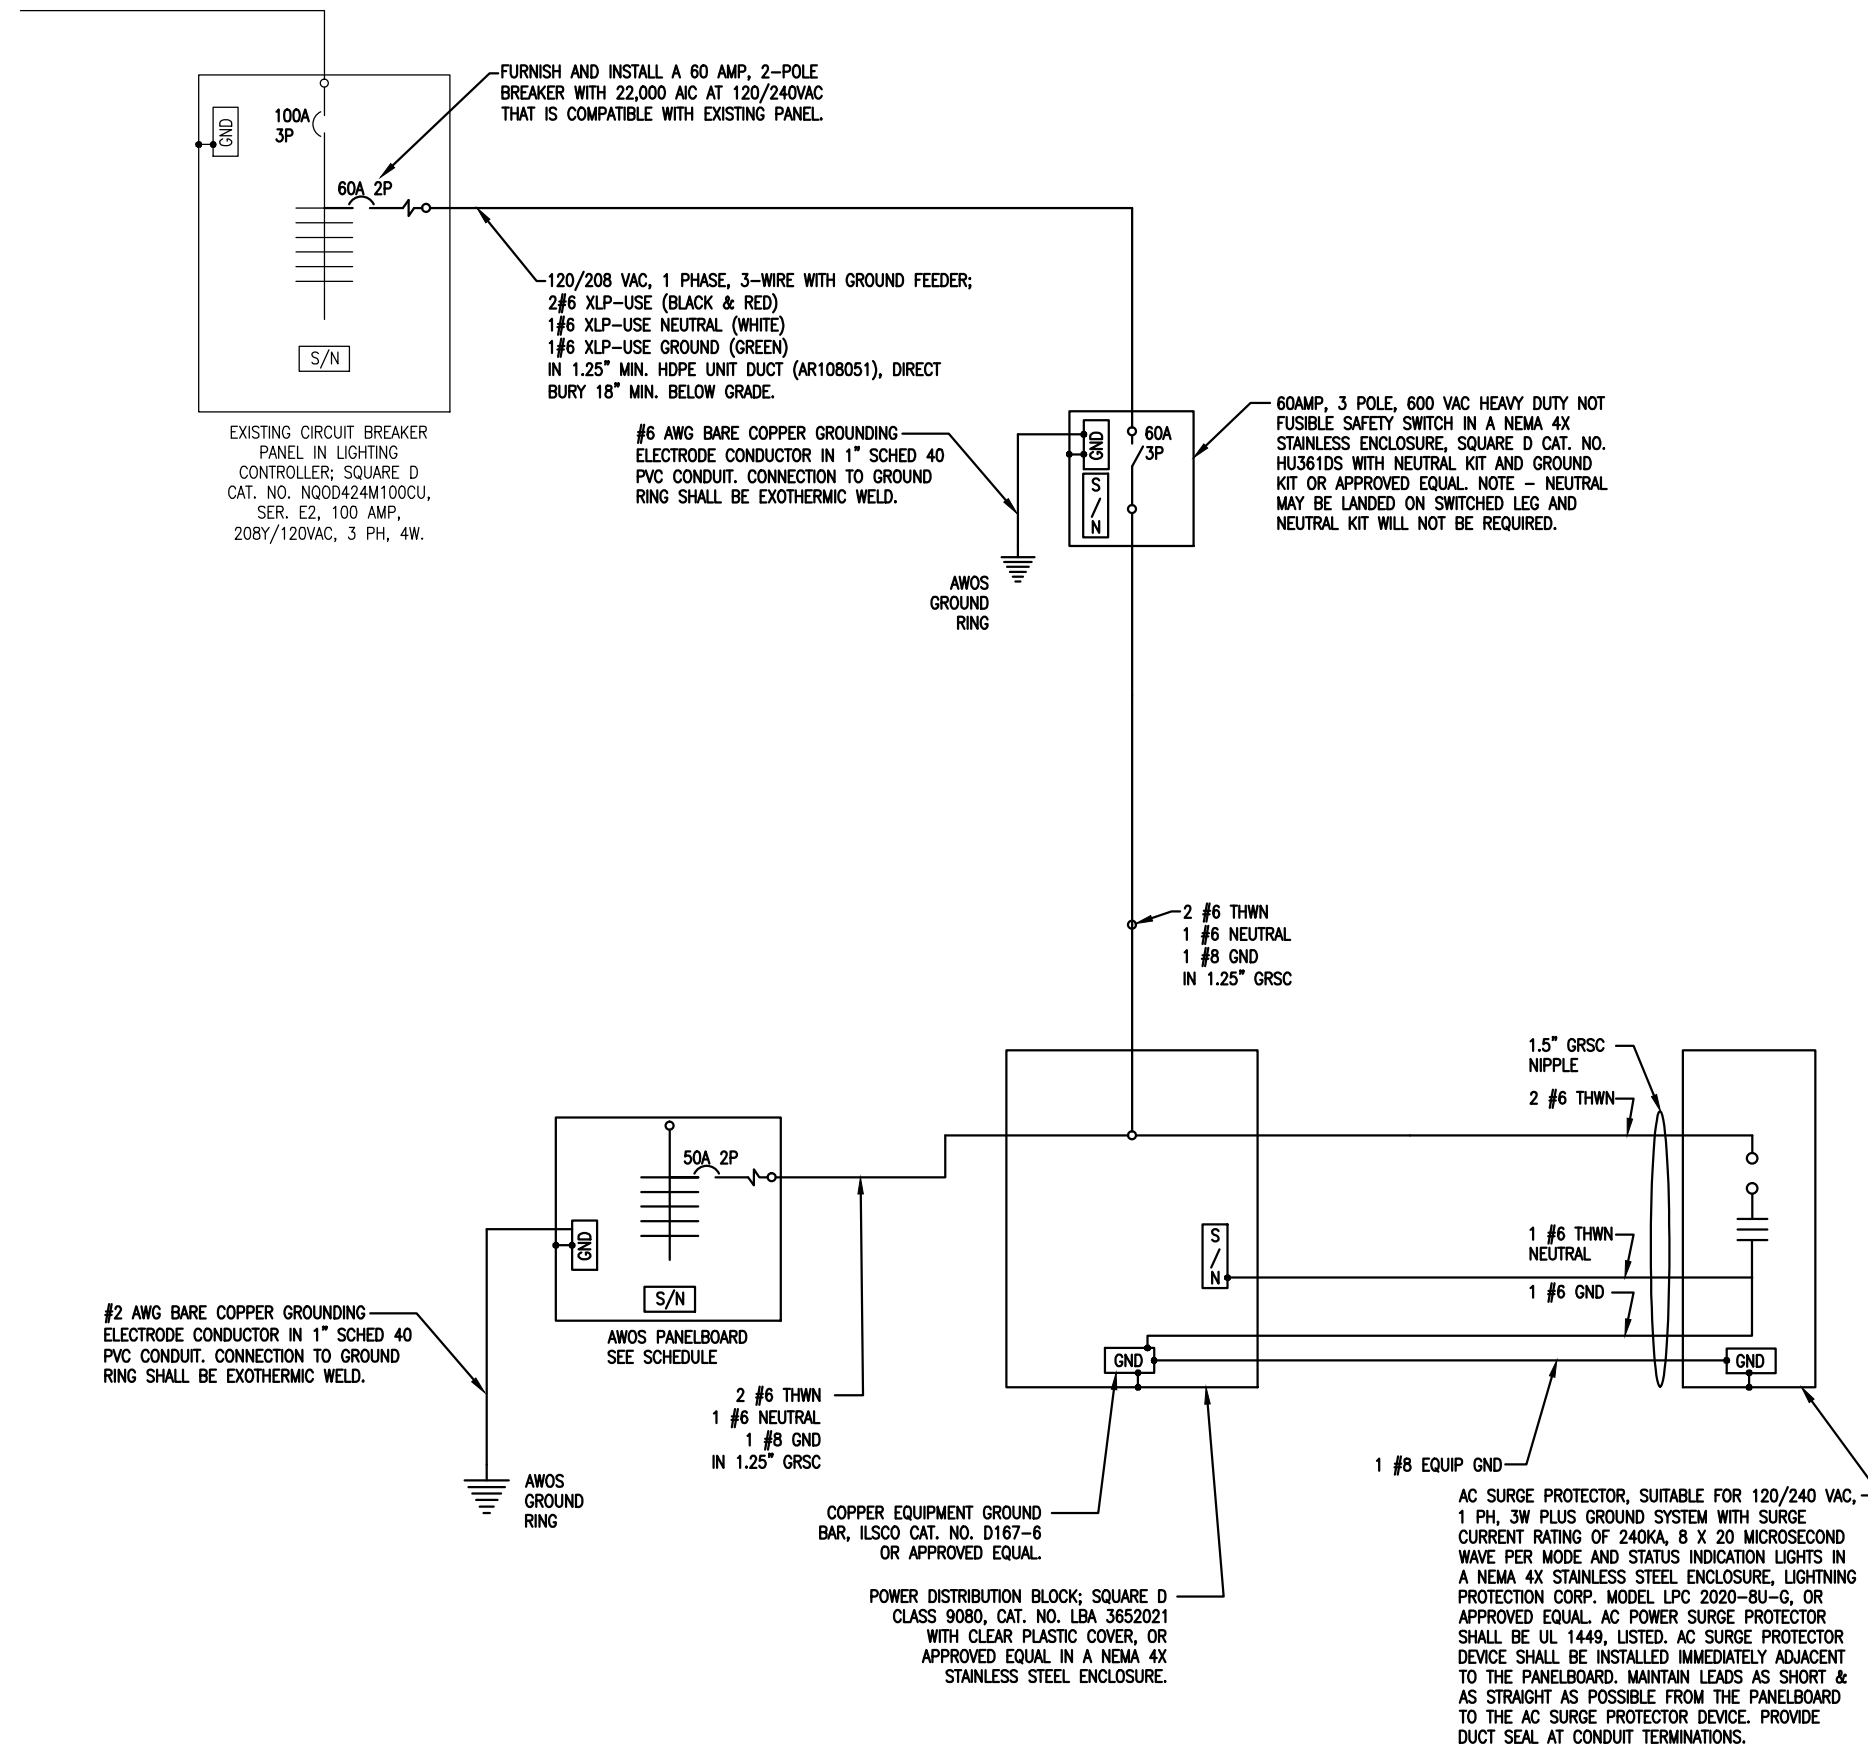 FURNISH AND INSTALL A 60 AMP, 2-POLE
BREAKER WITH 22,000 AIC AT 120/240VAC
THAT IS COMPATIBLE WITH EXISTING PANEL.
GND
100A
3P
60A 2P
S/N
EXISTING CIRCUIT BREAKER
PANEL IN LIGHTING
CONTROLLER; SQUARE D
CAT. NO. NQOD424M100CU,
SER. E2, 100 AMP,
208Y/120VAC, 3 PH, 4W.
120/208 VAC, 1 PHASE, 3-WIRE WITH GROUND FEEDER;
2#6 XLP-USE (BLACK & RED)
1#6 XLP-USE NEUTRAL (WHITE)
1#6 XLP-USE GROUND (GREEN)
IN 1.25" MIN. HDPE UNIT DUCT (AR108051), DIRECT
BURY 18" MIN. BELOW GRADE.
#6 AWG BARE COPPER GROUNDING
ELECTRODE CONDUCTOR IN 1" SCHED 40
PVC CONDUIT. CONNECTION TO GROUND
RING SHALL BE EXOTHERMIC WELD.
AWOS
GROUND
RING
GND
S
/
N
60A
3P
60AMP, 3 POLE, 600 VAC HEAVY DUTY NOT
FUSIBLE SAFETY SWITCH IN A NEMA 4X
STAINLESS ENCLOSURE, SQUARE D CAT. NO.
HU361DS WITH NEUTRAL KIT AND GROUND
KIT OR APPROVED EQUAL. NOTE - NEUTRAL
MAY BE LANDED ON SWITCHED LEG AND
NEUTRAL KIT WILL NOT BE REQUIRED.
2 #6 THWN
1 #6 NEUTRAL
1 #8 GND
IN 1.25" GRSC
50A 2P
GND
S/N
AWOS PANELBOARD
SEE SCHEDULE
#2 AWG BARE COPPER GROUNDING
ELECTRODE CONDUCTOR IN 1" SCHED 40
PVC CONDUIT. CONNECTION TO GROUND
RING SHALL BE EXOTHERMIC WELD.
AWOS
GROUND
RING
2 #6 THWN
1 #6 NEUTRAL
1 #8 GND
IN 1.25" GRSC
S
/
N
GND
1.5" GRSC
NIPPLE
2 #6 THWN
1 #6 THWN
NEUTRAL
1 #6 GND
GND
1 #8 EQUIP GND
COPPER EQUIPMENT GROUND
BAR, ILSCO CAT. NO. D167-6
OR APPROVED EQUAL.
POWER DISTRIBUTION BLOCK; SQUARE D
CLASS 9080, CAT. NO. LBA 3652021
WITH CLEAR PLASTIC COVER, OR
APPROVED EQUAL IN A NEMA 4X
STAINLESS STEEL ENCLOSURE.
AC SURGE PROTECTOR, SUITABLE FOR 120/240 VAC,
1 PH, 3W PLUS GROUND SYSTEM WITH SURGE
CURRENT RATING OF 240KA, 8 X 20 MICROSECOND
WAVE PER MODE AND STATUS INDICATION LIGHTS IN
A NEMA 4X STAINLESS STEEL ENCLOSURE, LIGHTNING
PROTECTION CORP. MODEL LPC 2020-8U-G, OR
APPROVED EQUAL. AC POWER SURGE PROTECTOR
SHALL BE UL 1449, LISTED. AC SURGE PROTECTOR
DEVICE SHALL BE INSTALLED IMMEDIATELY ADJACENT
TO THE PANELBOARD. MAINTAIN LEADS AS SHORT &
AS STRAIGHT AS POSSIBLE FROM THE PANELBOARD
TO THE AC SURGE PROTECTOR DEVICE. PROVIDE
DUCT SEAL AT CONDUIT TERMINATIONS.